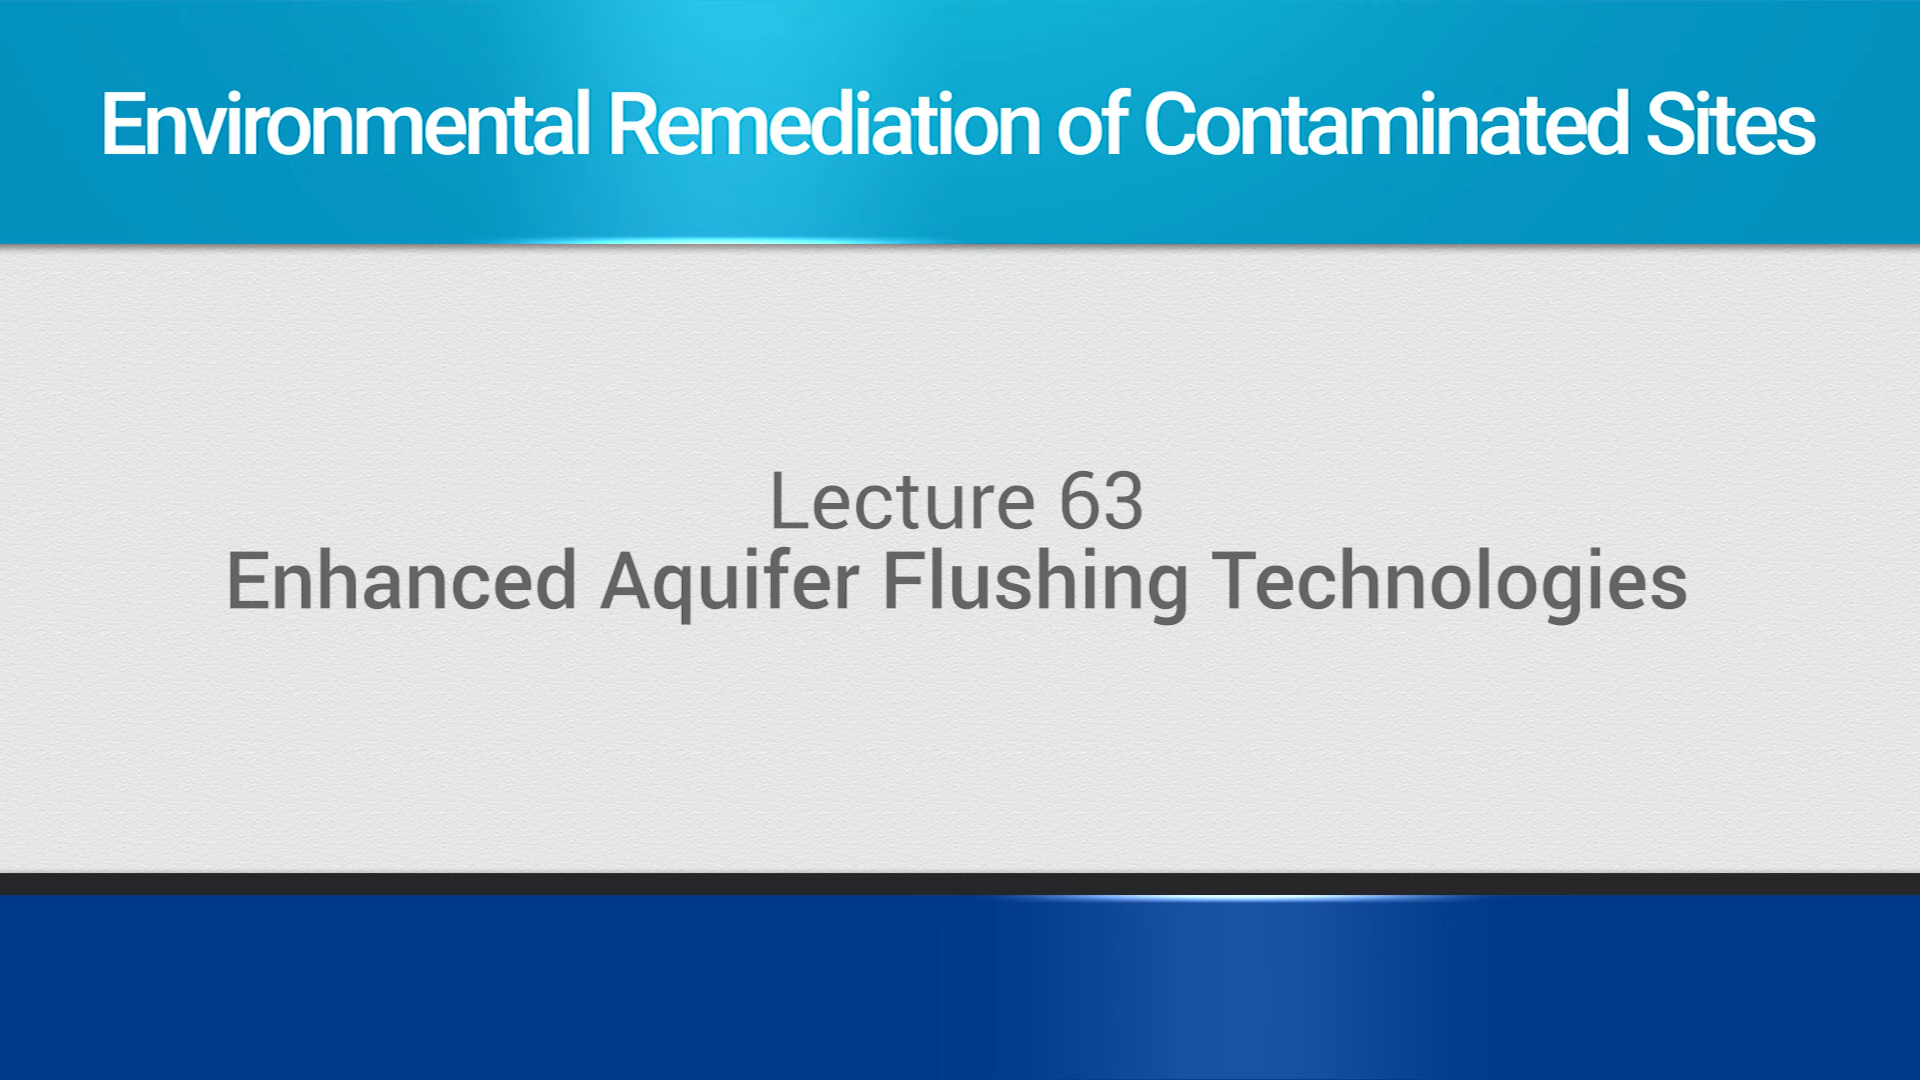 Environmental Remediation of Contaminated Sites
Lecture 63
Enhanced Aquifer Flushing Technologies